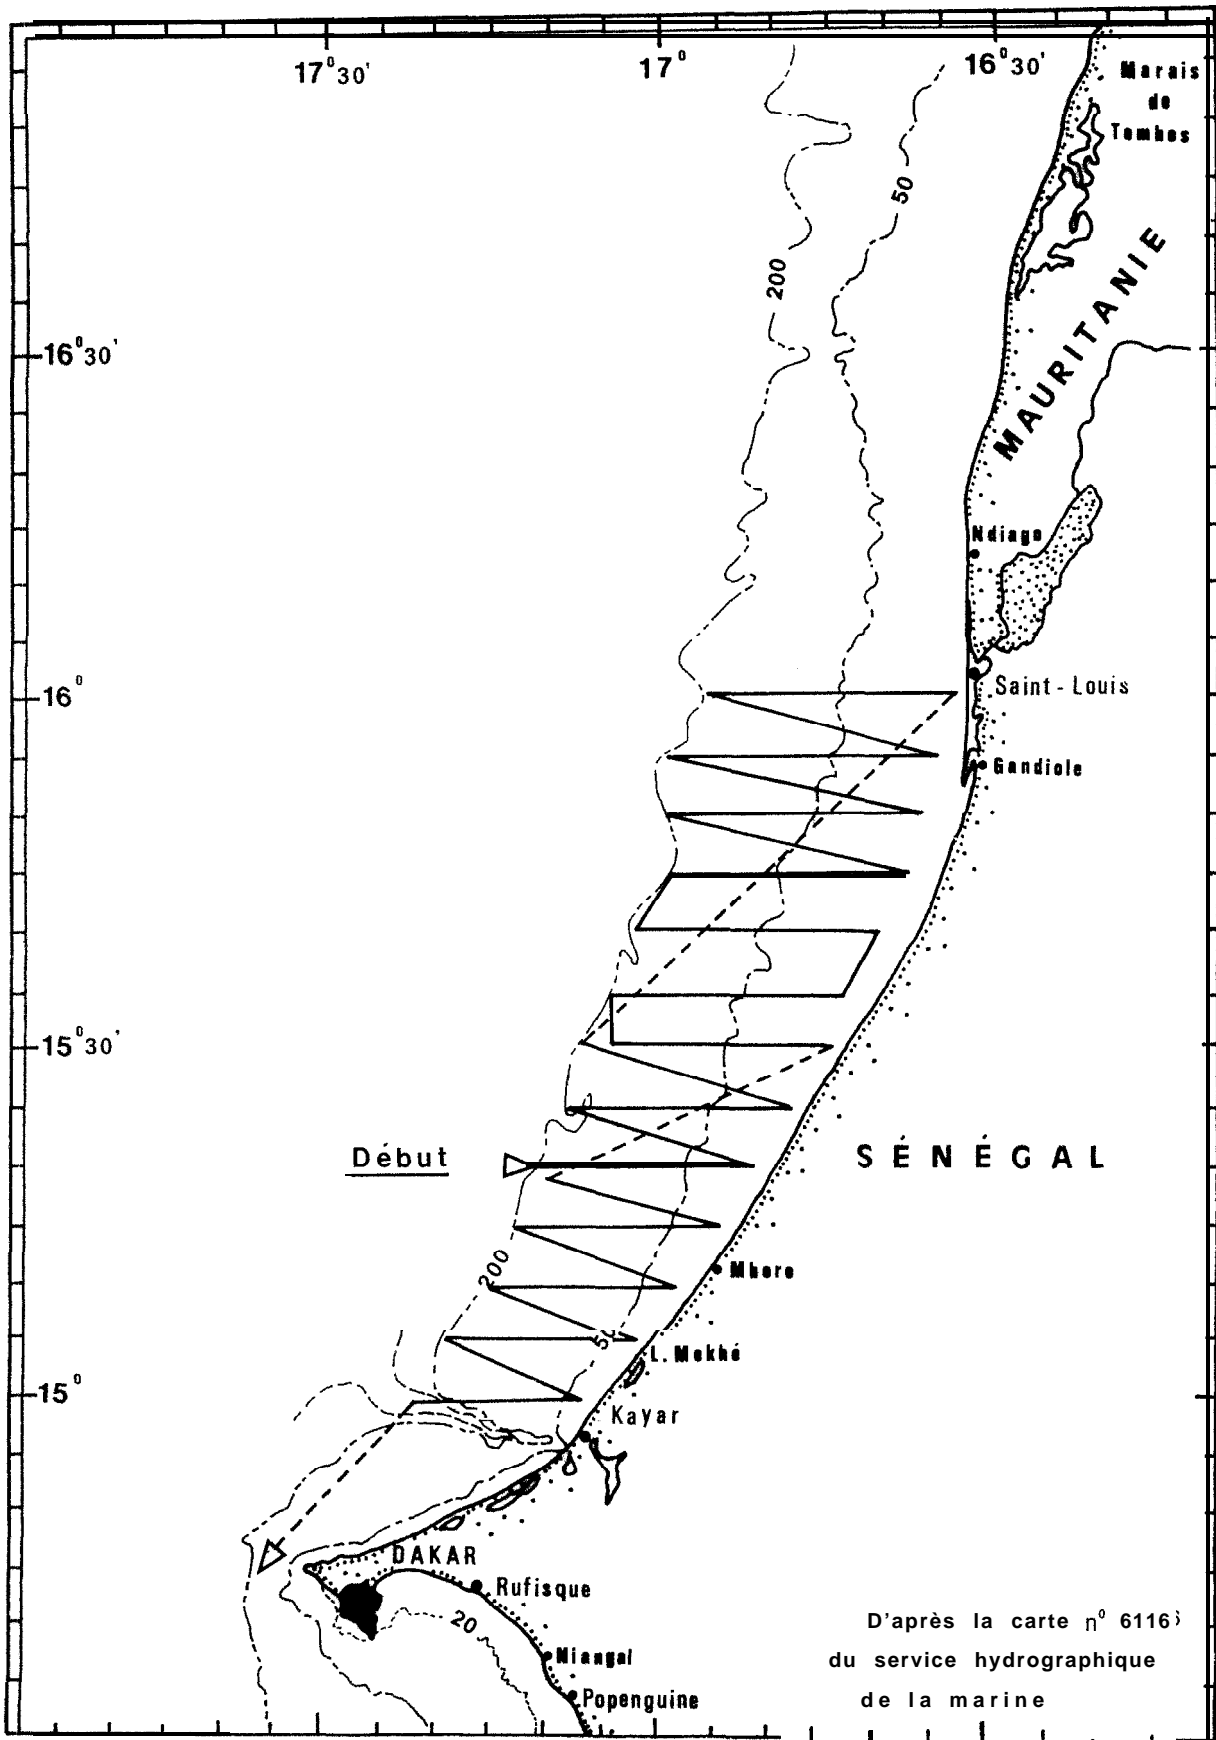 17°30'
17°
16°30'
Marais
de
Tombos
50
200
MAURITANIE
16°30'
Ndiago
16°
Saint-Louis
Gandiole
15°30'
Début
SÉNÉGAL
200
Mboro
50
L. Mekhé
15°
Kayar
DAKAR
Rufisque
20
Niangal
Popenguine
D'après la carte n° 6116
du service hydrographique
de la marine